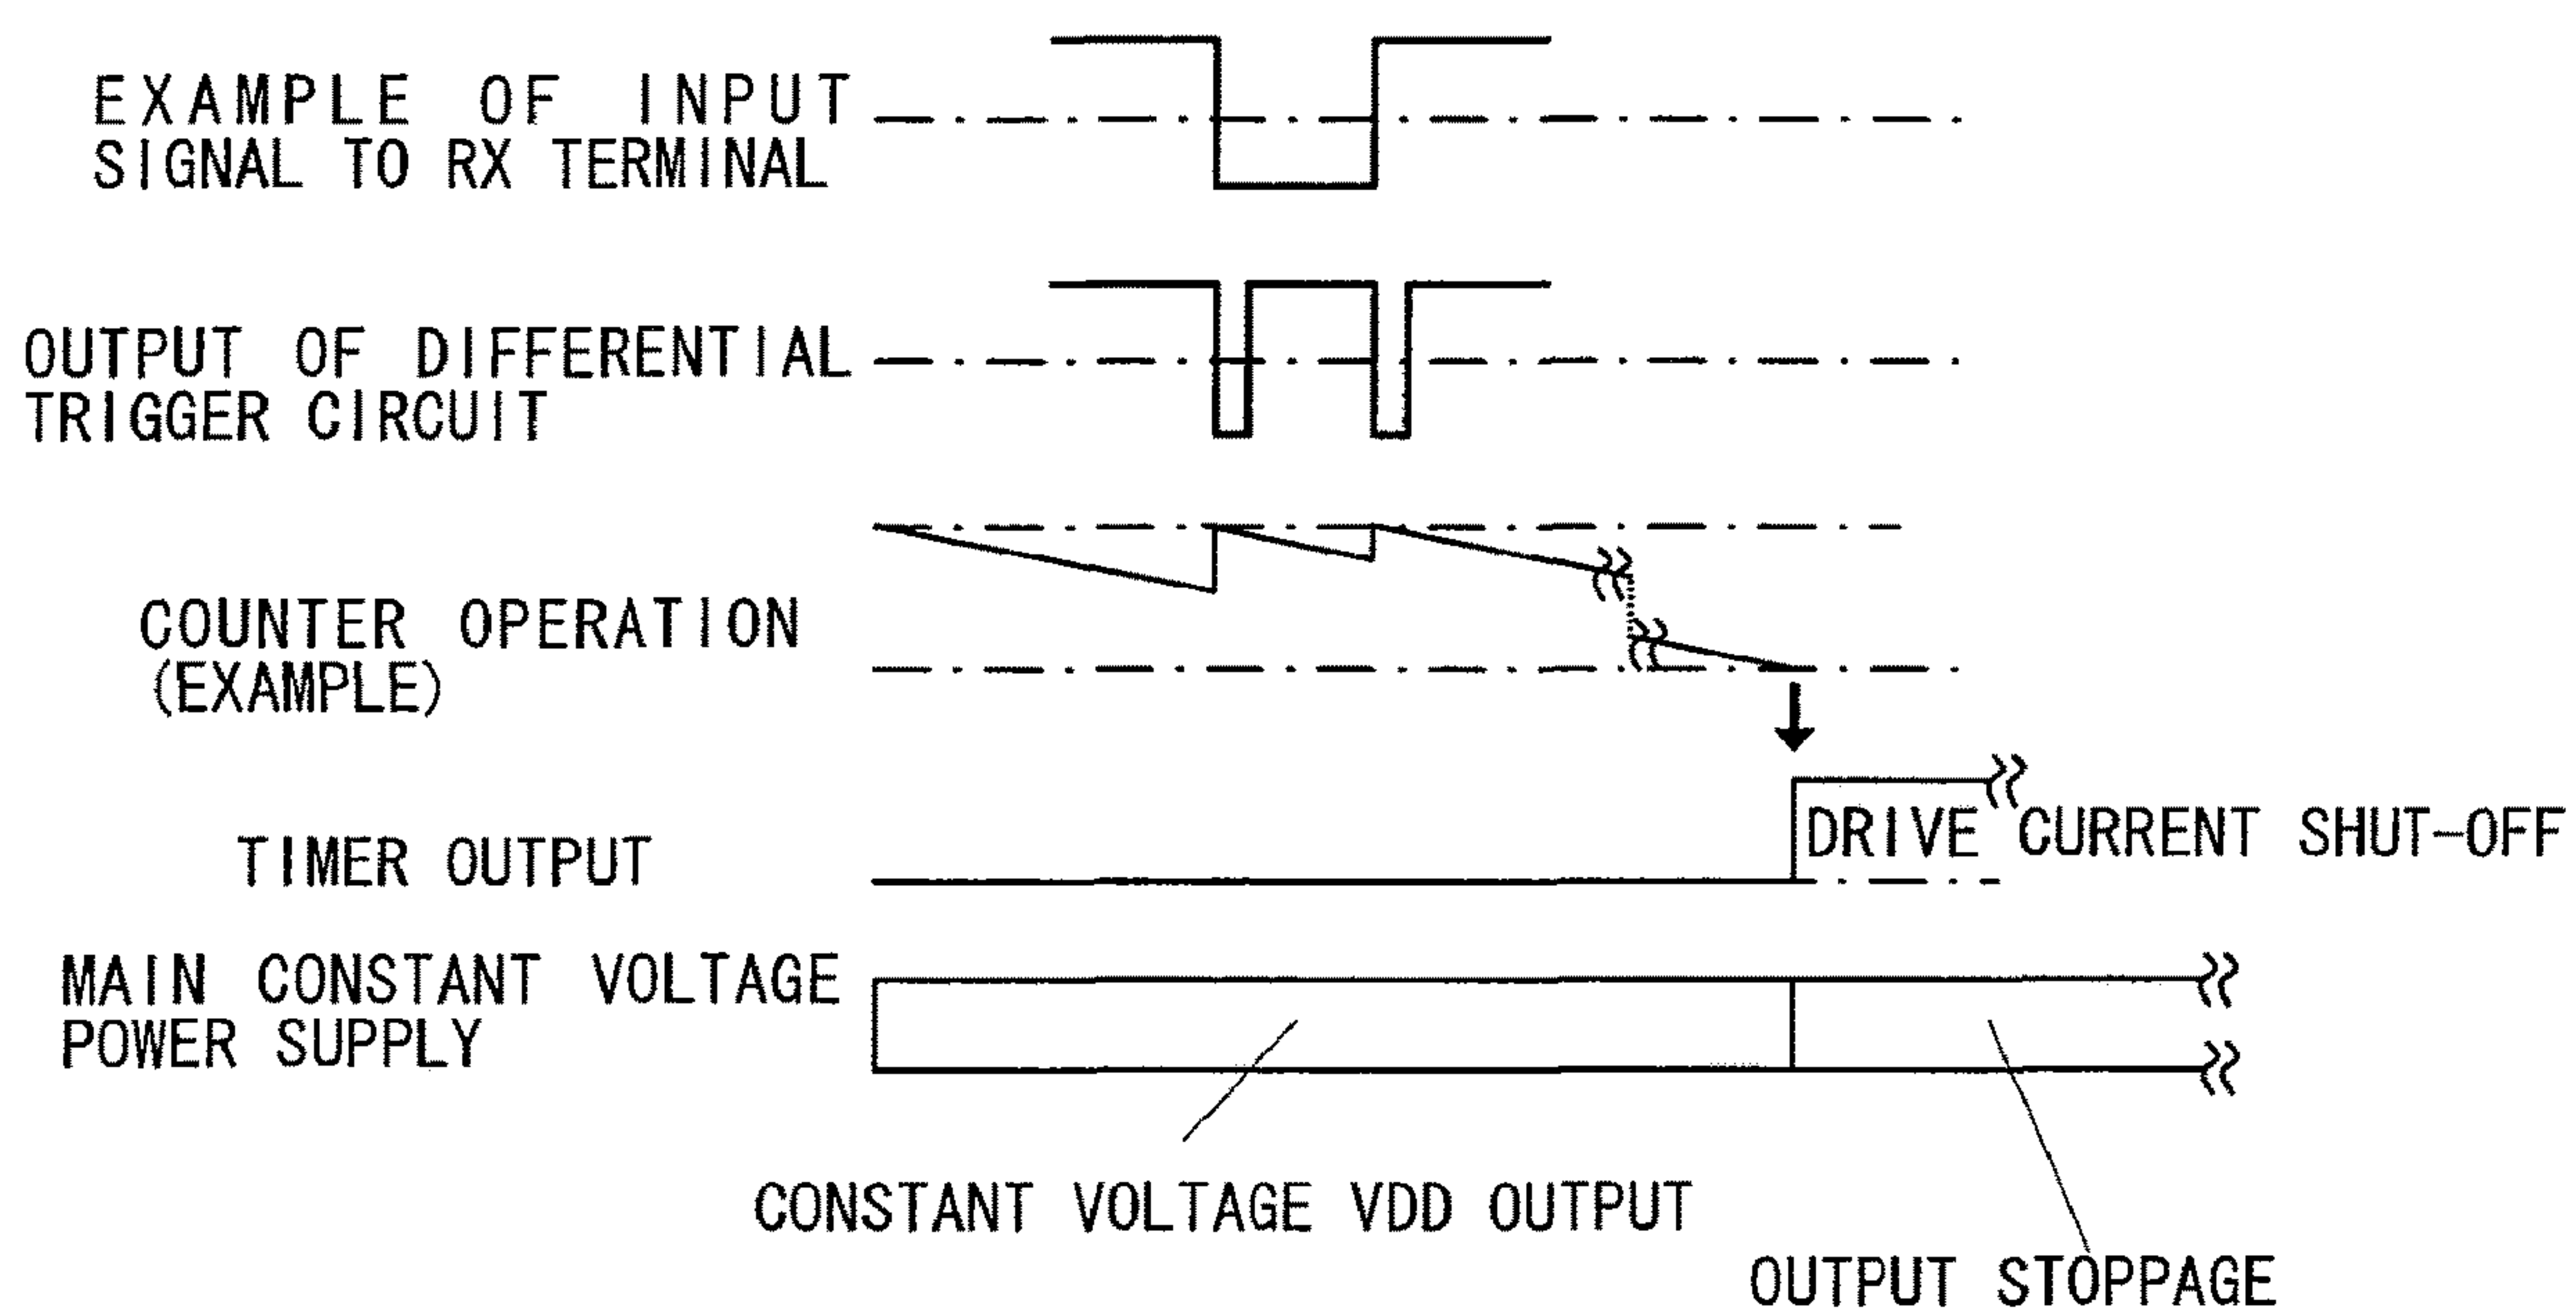 EXAMPLE OF INPUT
SIGNAL TO RX TERMINAL
OUTPUT OF DIFFERENTIAL
TRIGGER CIRCUIT
COUNTER OPERATION
(EXAMPLE)
TIMER OUTPUT
DRIVE CURRENT SHUT-OFF
MAIN CONSTANT VOLTAGE
POWER SUPPLY
CONSTANT VOLTAGE VDD OUTPUT
OUTPUT STOPPAGE